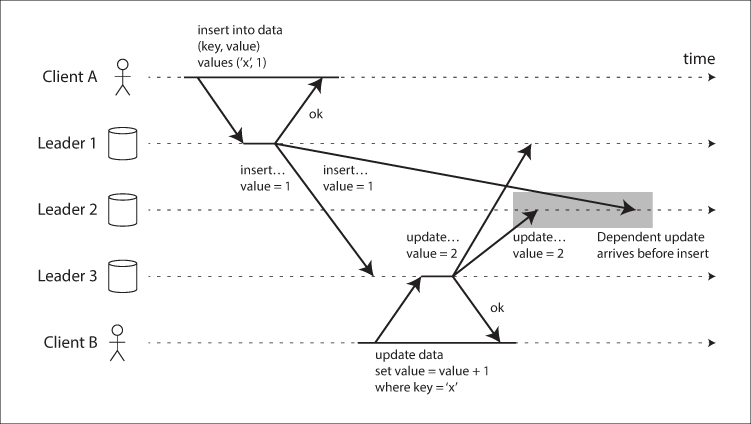 insert into data
(key, value)
values (‘x’, 1)
time
Client A
ok
Leader 1
insert…
value = 1
insert…
value = 1
Leader 2
update…
value = 2
update…
value = 2
Dependent update
arrives before insert
Leader 3
ok
Client B
update data
set value = value + 1
where key = ‘x’